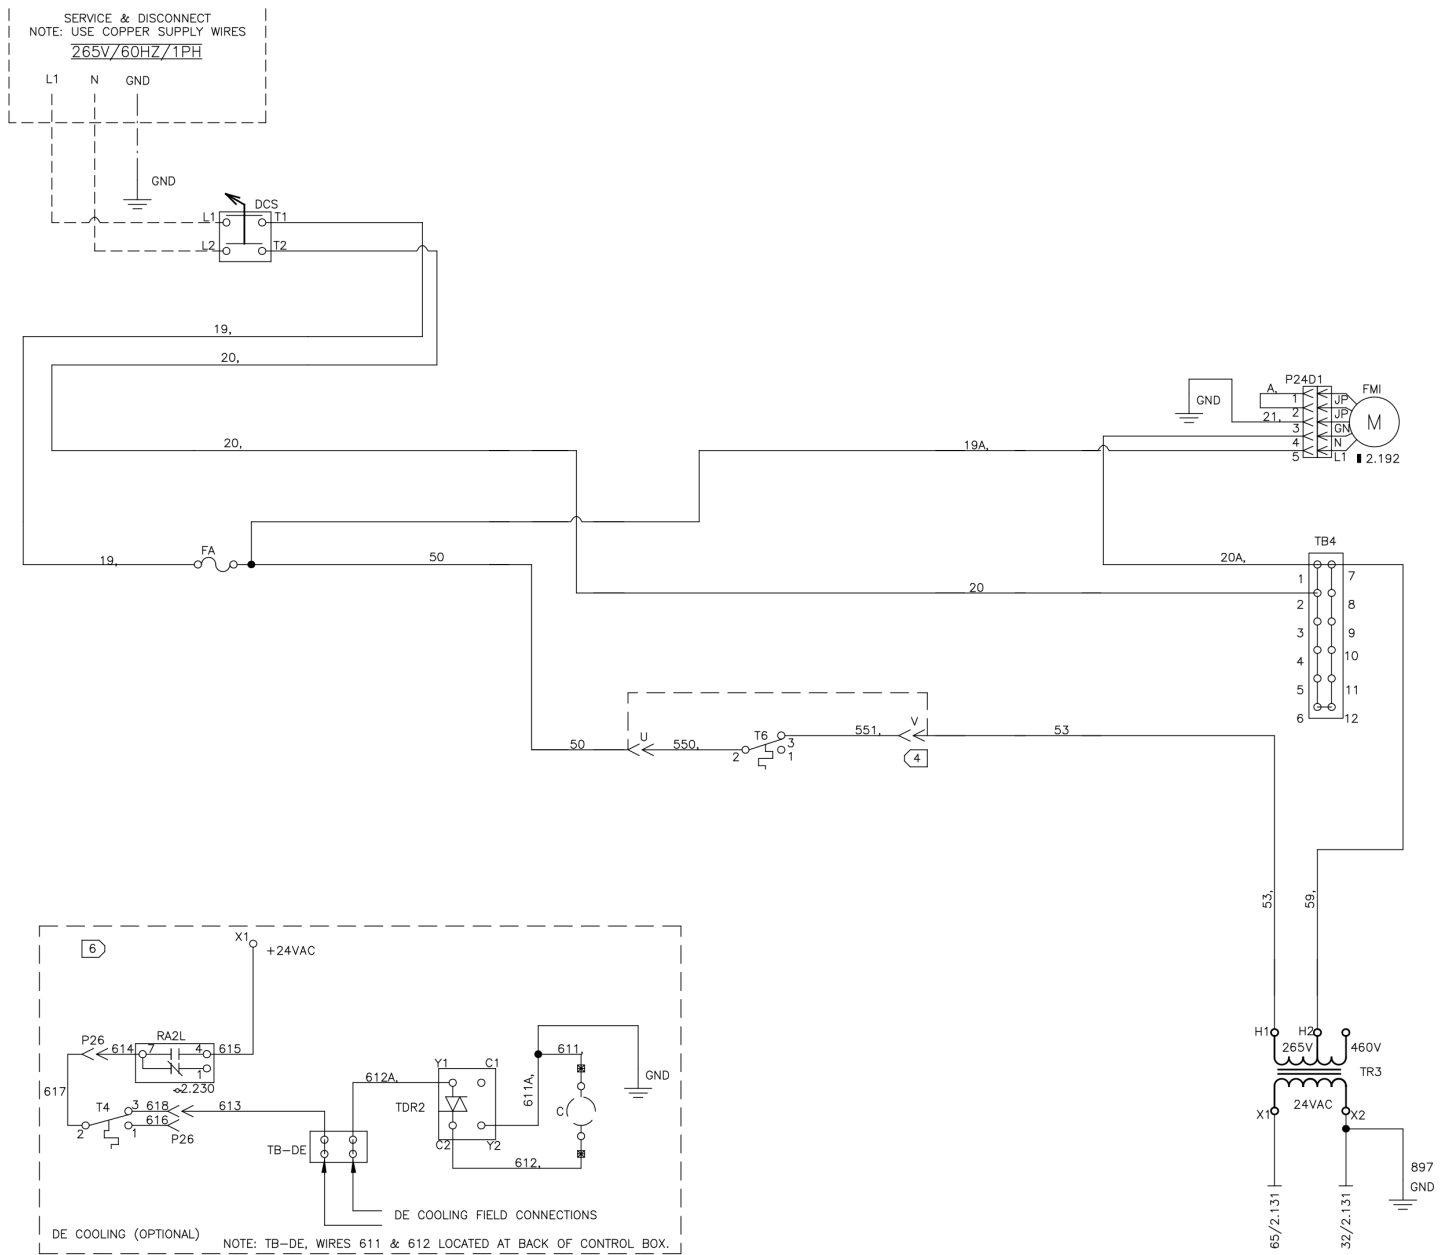 SERVICE & DISCONNECT
NOTE: USE COPPER SUPPLY WIRES
265V/60HZ/1PH
L1 N GND
GND
DCS
L1 T1
L2 T2
19,
20,
P24D1 FMI
A,
GND
1 JP
21, 2 JP
3 GN
20, 19A, 4 N
5 L1
M
2.192
TB4
FA
19, 50 20A,
1 7
20
2 8
3 9
4 10
5 11
6 12
U T6 V
50 550, 551, 53
2 3 1
4
53, 59,
6
X1
+24VAC
RA2L
P26
614 7 4 615
1
2.230
617
T4 3 618 613
616
2 1
P26
TB-DE
612A,
Y1 C1
TDR2
C2 Y2
611A,
611,
C
612,
GND
DE COOLING FIELD CONNECTIONS
DE COOLING (OPTIONAL)
NOTE: TB-DE, WIRES 611 & 612 LOCATED AT BACK OF CONTROL BOX.
H1 H2
265V 460V
TR3
24VAC
X1 X2
897
GND
65/2.131
32/2.131